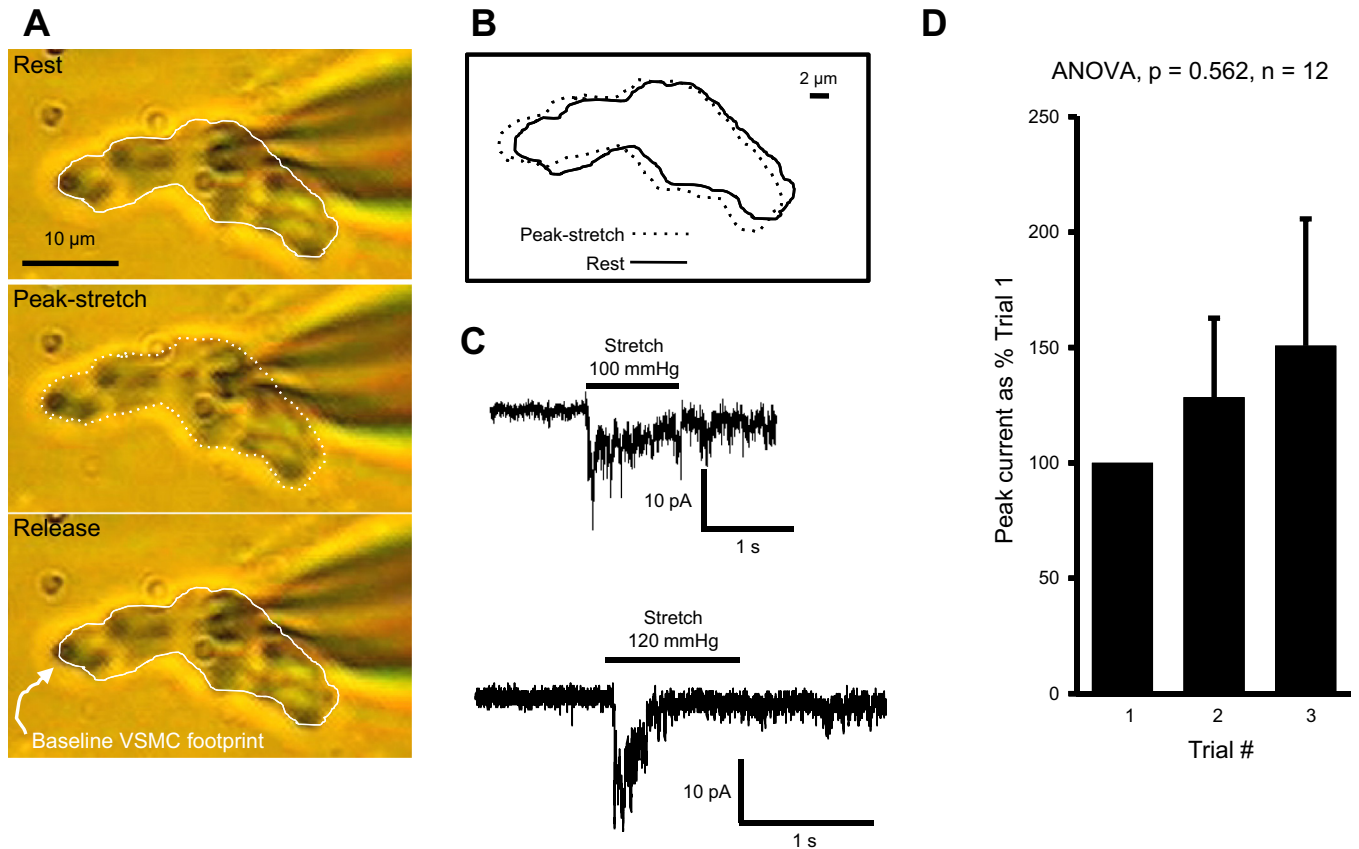 A
Rest
10 µm
Peak-stretch
Release
Baseline VSMC footprint
B
2 µm
Peak-stretch
Rest
C
Stretch
100 mmHg
10 pA
1 s
Stretch
120 mmHg
10 pA
1 s
D
ANOVA, p = 0.562, n = 12
Peak current as % Trial 1
250
200
150
100
50
0
1 2 3
Trial #